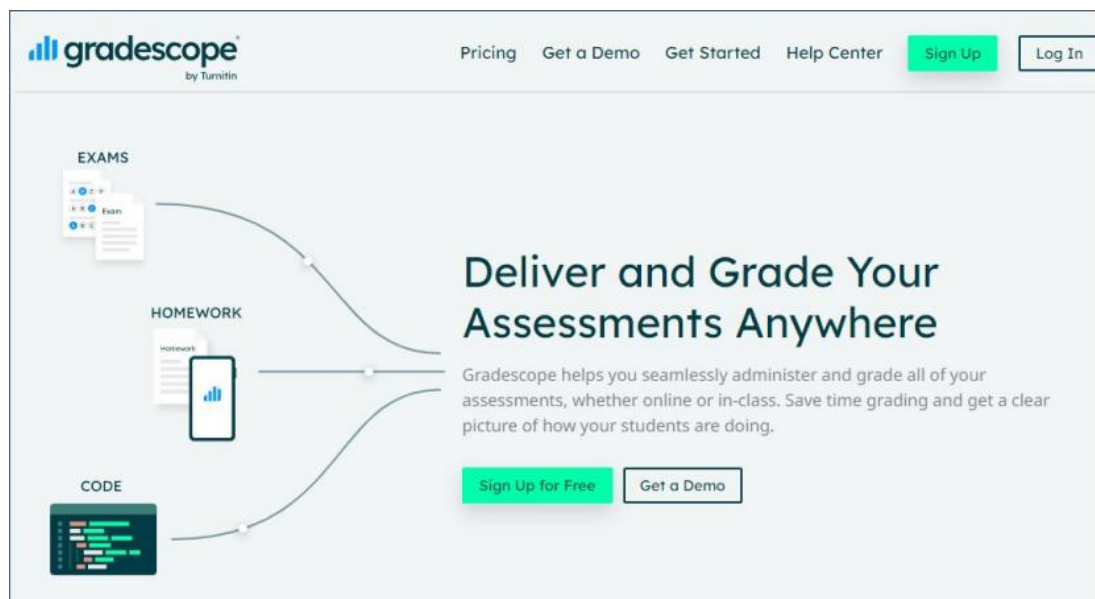 gradescope
by Turnitin
Pricing Get a Demo Get Started Help Center Sign Up Log In
EXAMS
Exam
HOMEWORK
Homework
CODE
Deliver and Grade Your
Assessments Anywhere
Gradescope helps you seamlessly administer and grade all of your
assessments, whether online or in-class. Save time grading and get a clear
picture of how your students are doing.
Sign Up for Free Get a Demo